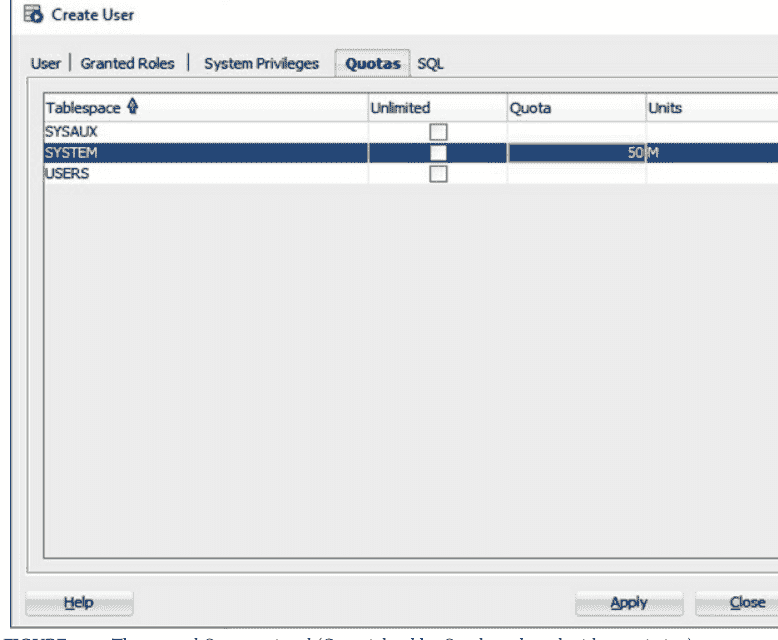 Create User
User Granted Roles System Privileges Quotas SQL
Tablespace Unlimited Quota Units
SYSAUX
SYSTEM 50 M
USERS
Help Apply Close